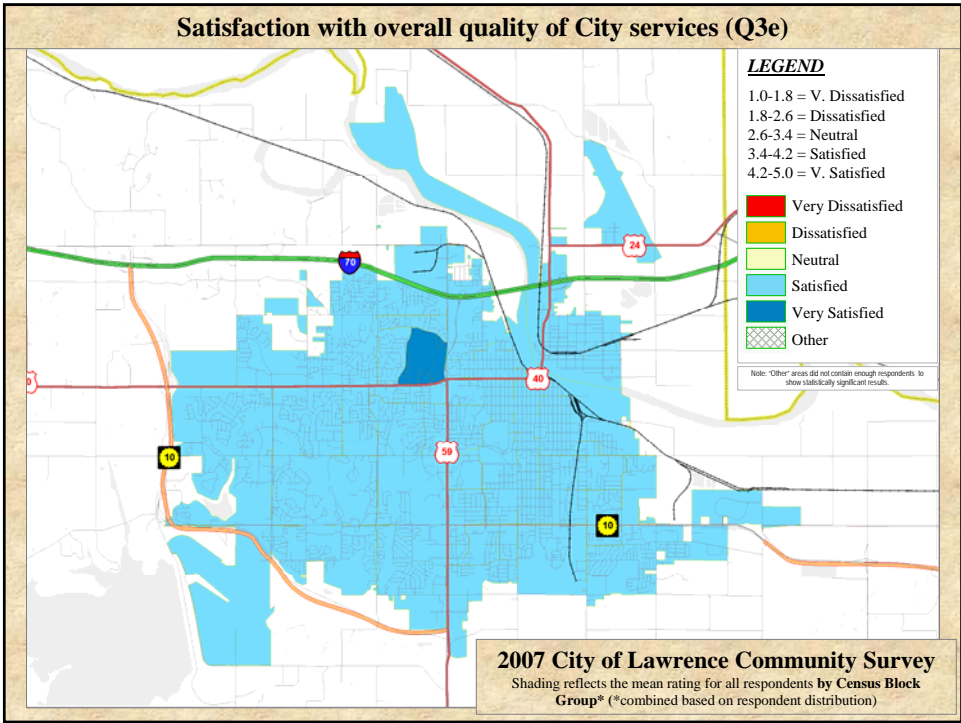 Satisfaction with overall quality of City services (Q3e)
LEGEND
1.0-1.8 = V. Dissatisfied
1.8-2.6 = Dissatisfied
2.6-3.4 = Neutral
3.4-4.2 = Satisfied
4.2-5.0 = V. Satisfied
Very Dissatisfied
Dissatisfied
Neutral
Satisfied
Very Satisfied
Other
Note: "Other" areas did not contain enough respondents to
show statistically significant results.
24
70
0
40
59
10
10
2007 City of Lawrence Community Survey
Shading reflects the mean rating for all respondents by Census Block
Group* (*combined based on respondent distribution)